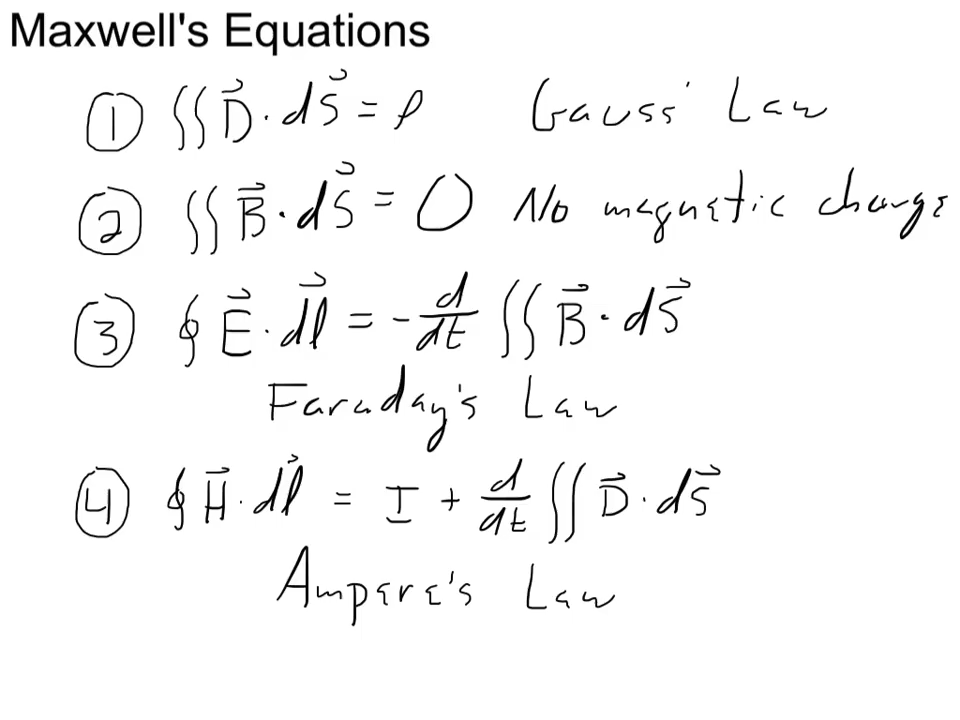 Maxwell's Equations
① ∬ D⃗ · dS⃗ = ρ Gauss' Law
② ∬ B⃗ · dS⃗ = 0 No magnetic charge
③ ∮ E⃗ · dl⃗ = - d/dt ∬ B⃗ · dS⃗
Faraday's Law
④ ∮ H⃗ · dl⃗ = I + d/dt ∬ D⃗ · dS⃗
Ampere's Law